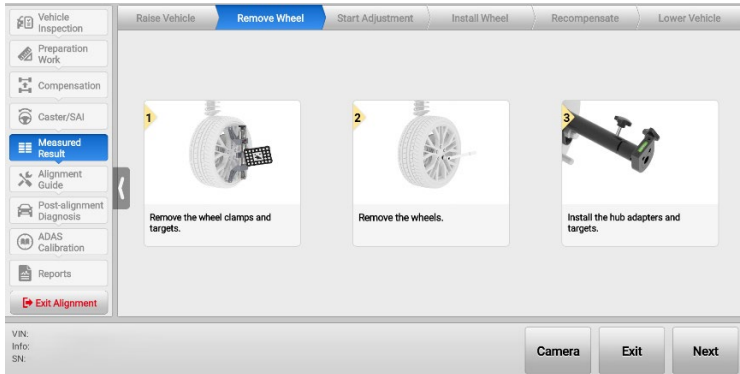 Vehicle
Inspection
Preparation
Work
Compensation
Caster/SAI
Measured
Result
Alignment
Guide
Post-alignment
Diagnosis
ADAS
Calibration
Reports
Exit Alignment
Raise Vehicle
Remove Wheel
Start Adjustment
Install Wheel
Recompensate
Lower Vehicle
1
Remove the wheel clamps and
targets.
2
Remove the wheels.
3
Install the hub adapters and
targets.
VIN:
Info:
SN:
Camera
Exit
Next